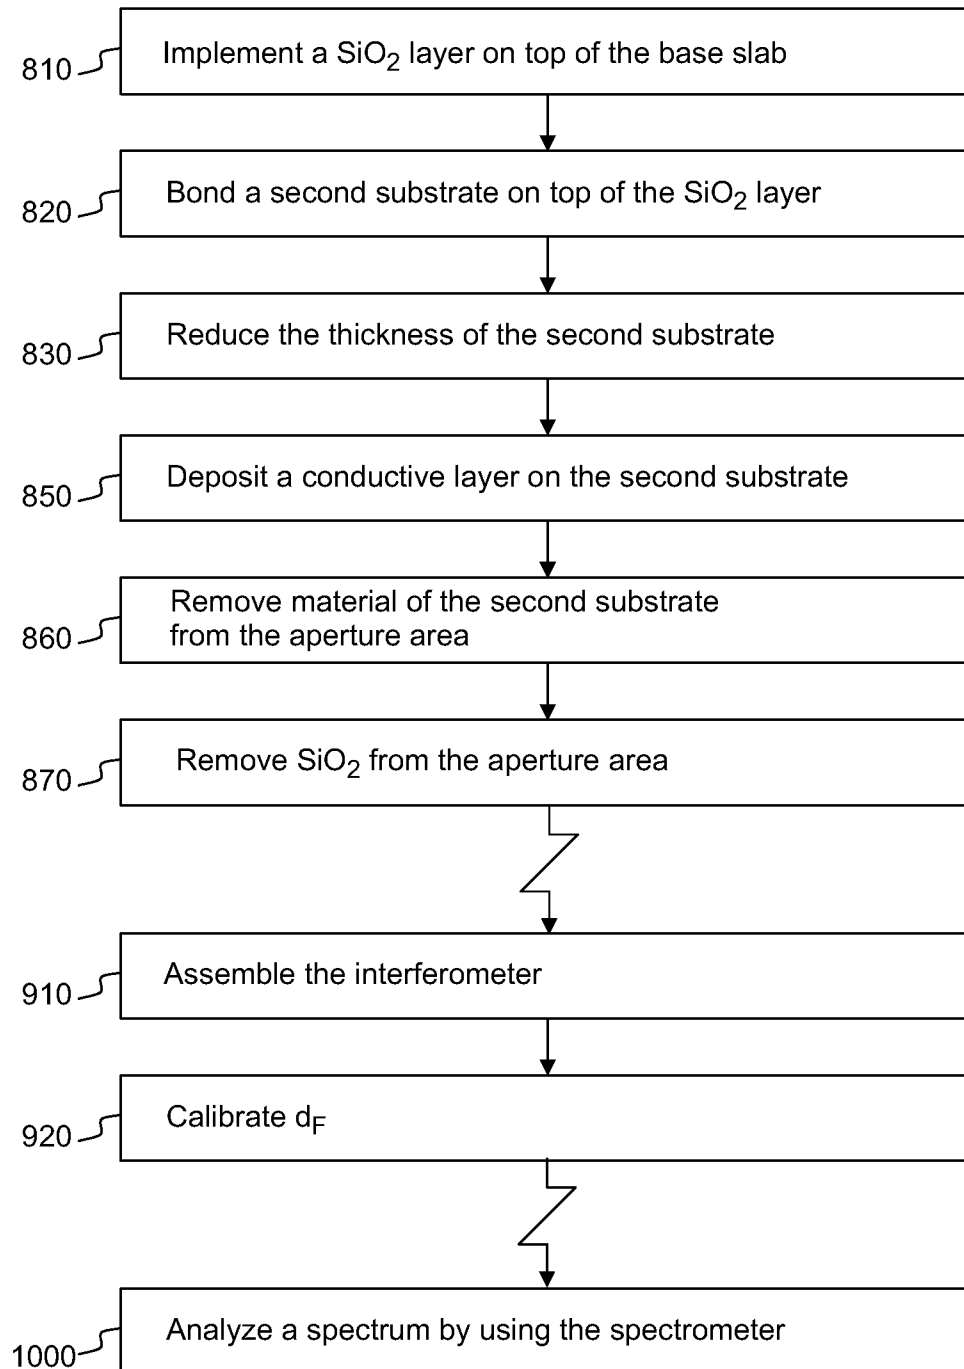 810 Implement a SiO₂ layer on top of the base slab
820 Bond a second substrate on top of the SiO₂ layer
830 Reduce the thickness of the second substrate
850 Deposit a conductive layer on the second substrate
860 Remove material of the second substrate
from the aperture area
870 Remove SiO₂ from the aperture area
910 Assemble the interferometer
920 Calibrate d_F
1000 Analyze a spectrum by using the spectrometer